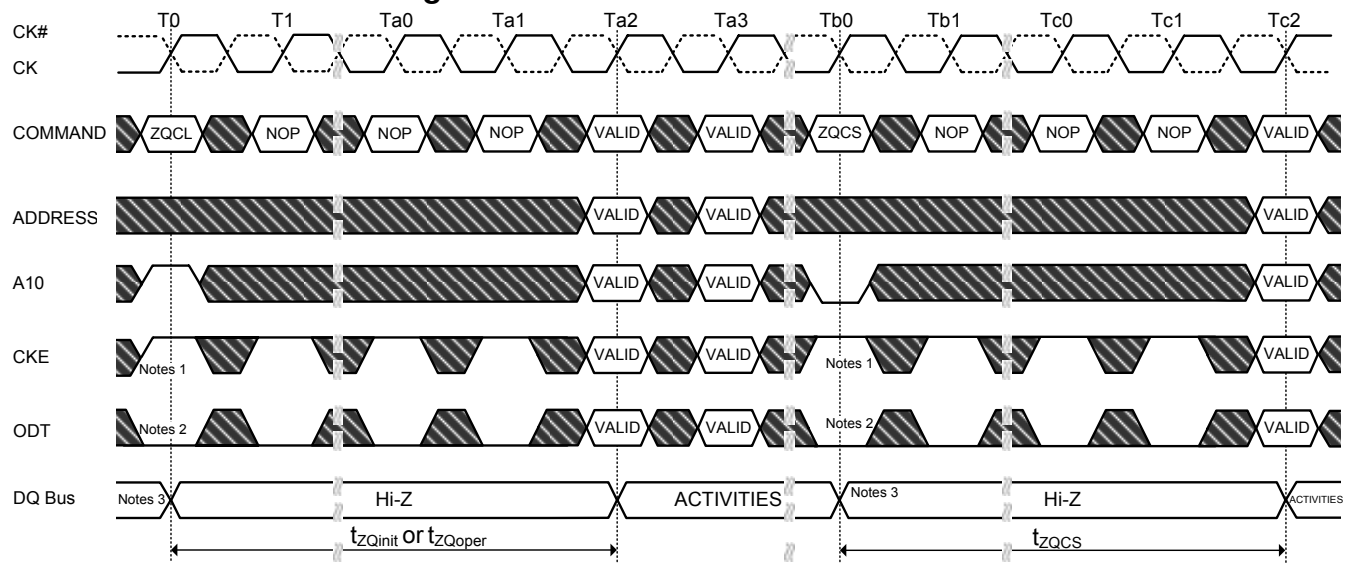 T0 T1 Ta0 Ta1 Ta2 Ta3 Tb0 Tb1 Tc0 Tc1 Tc2
CK#
CK
COMMAND ZQCL NOP NOP NOP VALID VALID ZQCS NOP NOP NOP VALID
ADDRESS VALID VALID VALID
A10 VALID VALID VALID
CKE Notes 1 VALID VALID Notes 1 VALID
ODT Notes 2 VALID VALID Notes 2 VALID
DQ Bus Notes 3 Hi-Z ACTIVITIES Notes 3 Hi-Z ACTIVITIES
tZQinit or tZQoper tZQCS